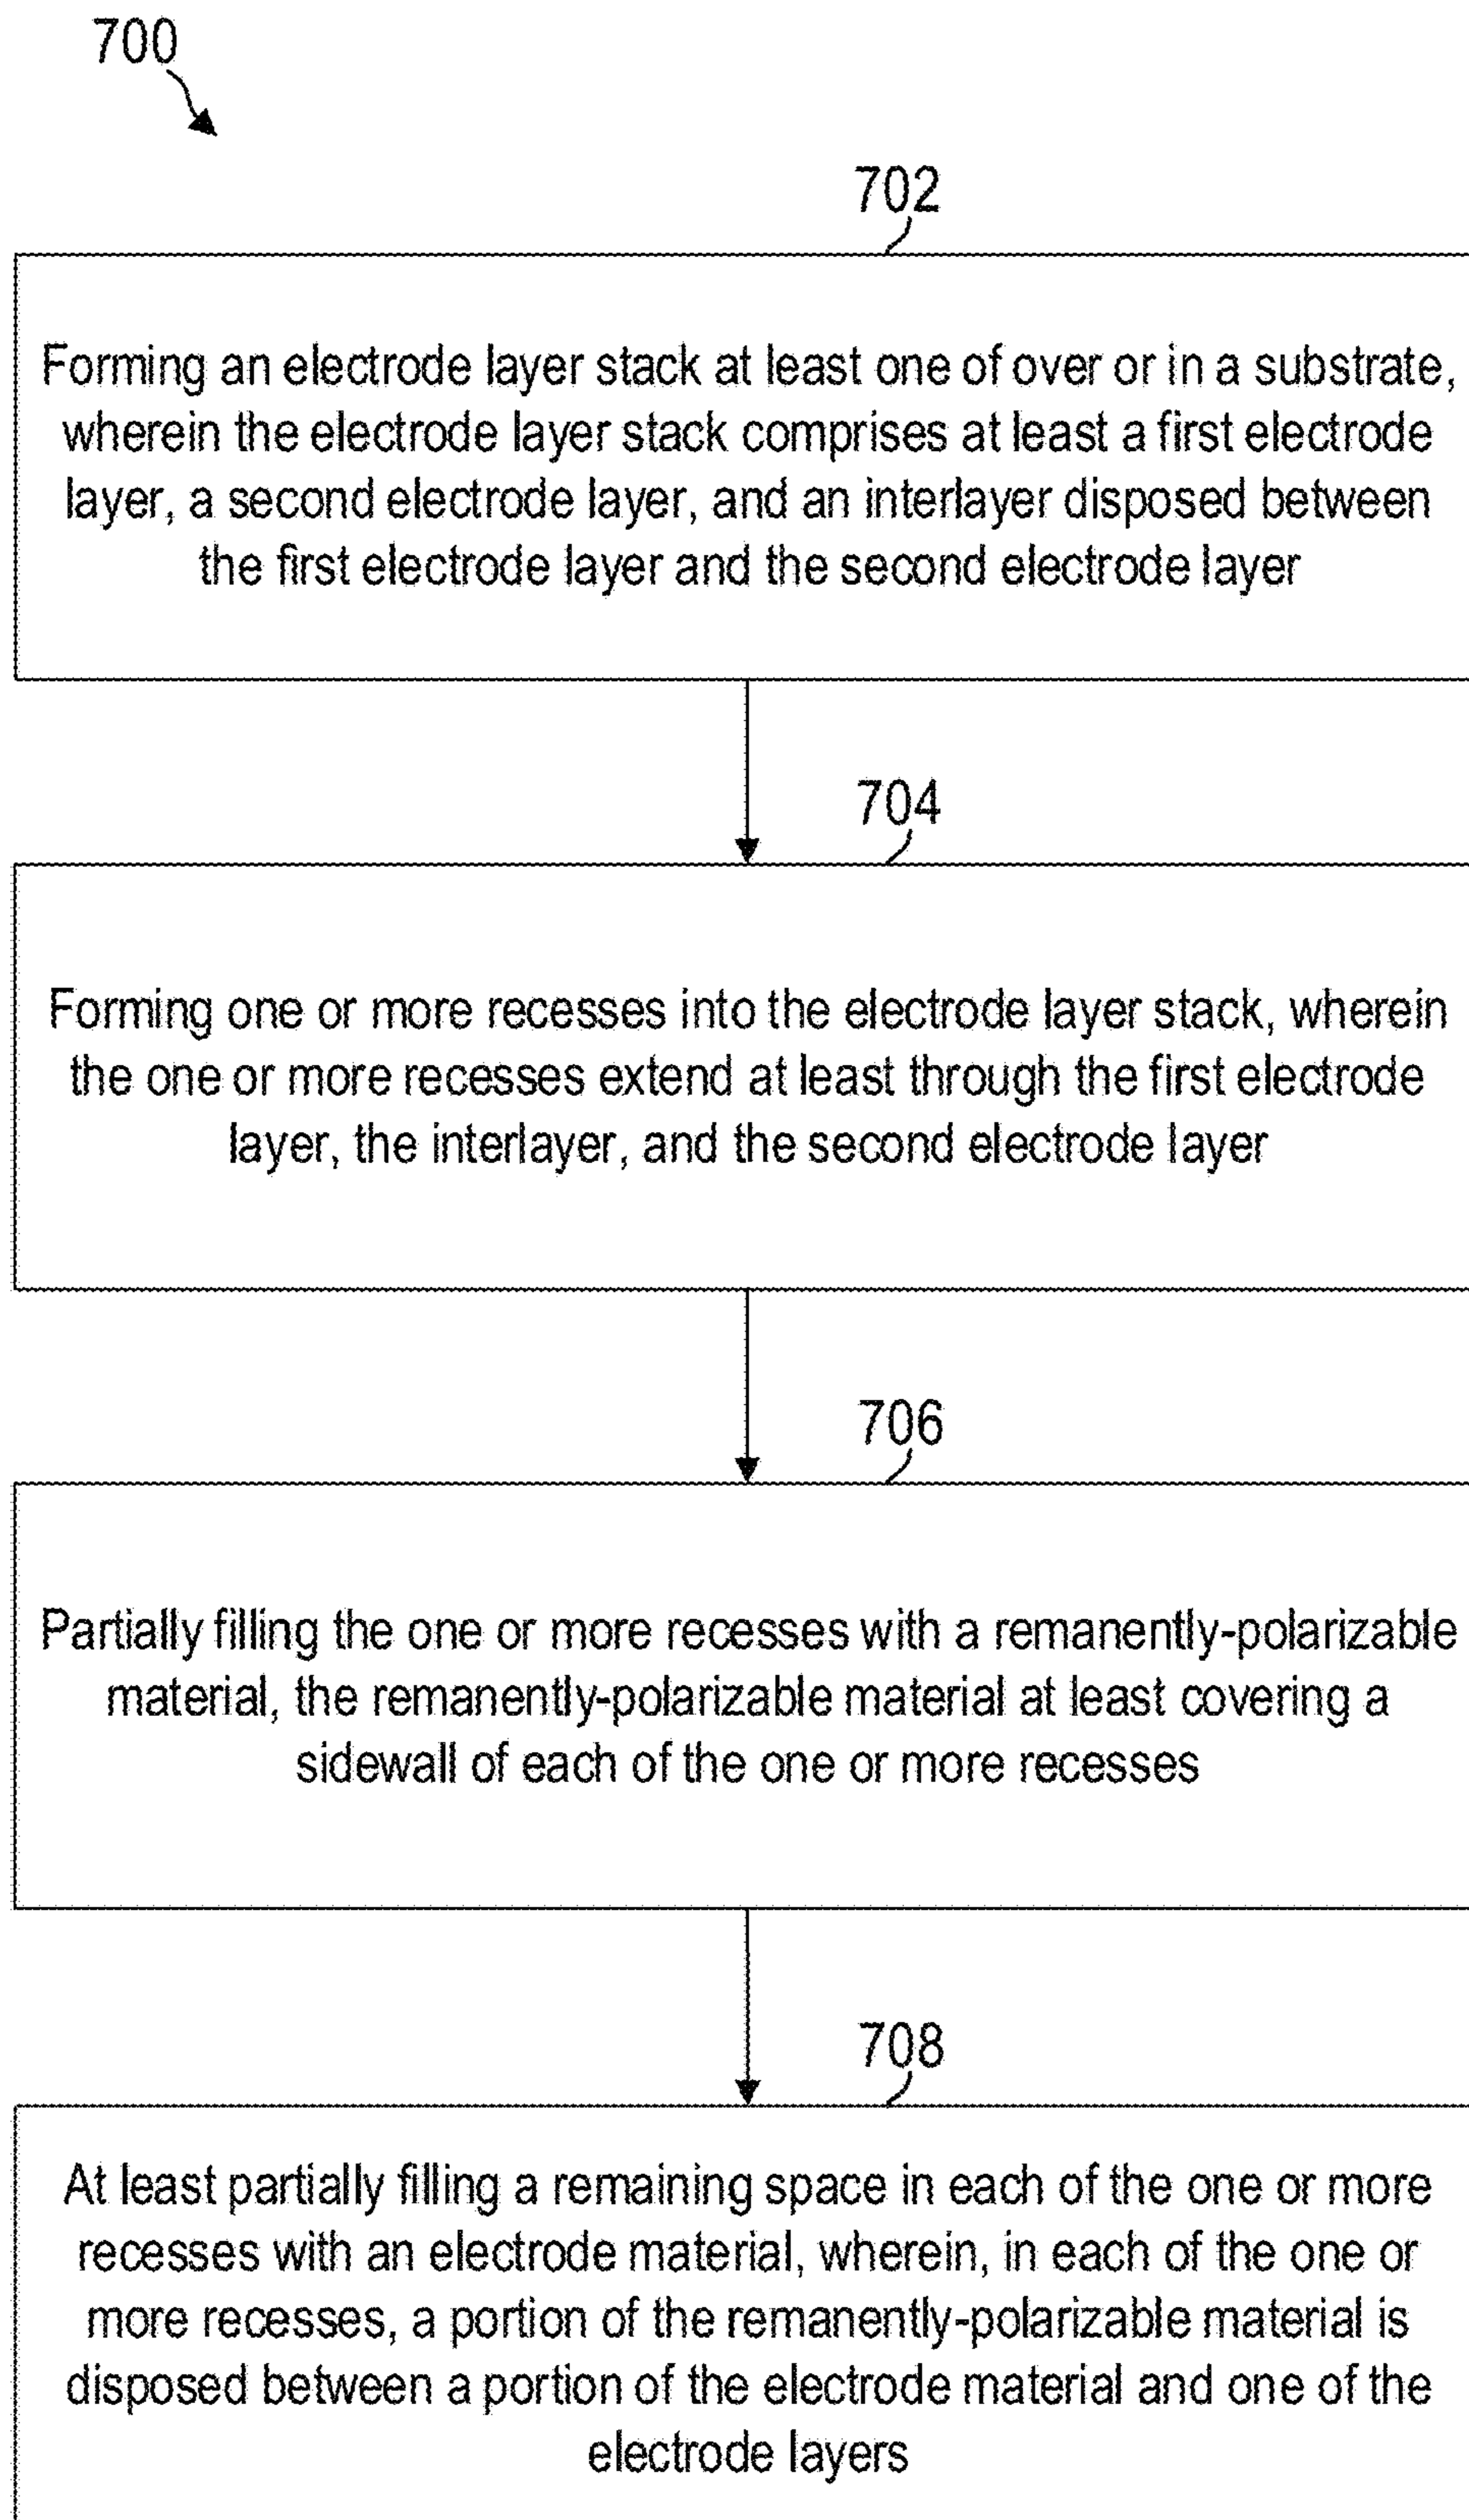 700
702
Forming an electrode layer stack at least one of over or in a substrate,
wherein the electrode layer stack comprises at least a first electrode
layer, a second electrode layer, and an interlayer disposed between
the first electrode layer and the second electrode layer
704
Forming one or more recesses into the electrode layer stack, wherein
the one or more recesses extend at least through the first electrode
layer, the interlayer, and the second electrode layer
706
Partially filling the one or more recesses with a remanently-polarizable
material, the remanently-polarizable material at least covering a
sidewall of each of the one or more recesses
708
At least partially filling a remaining space in each of the one or more
recesses with an electrode material, wherein, in each of the one or
more recesses, a portion of the remanently-polarizable material is
disposed between a portion of the electrode material and one of the
electrode layers